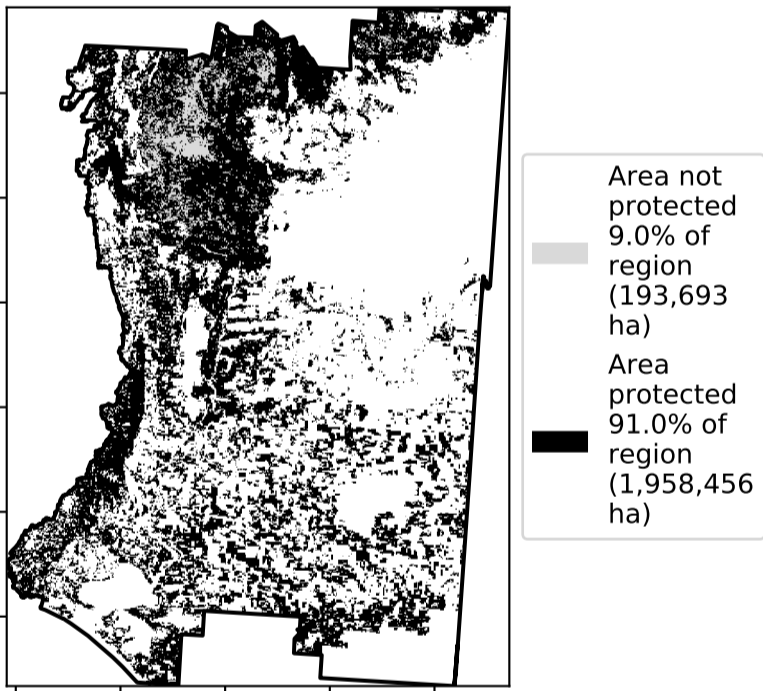 Area not
protected
9.0% of
region
(193,693
ha)
Area
protected
91.0% of
region
(1,958,456
ha)